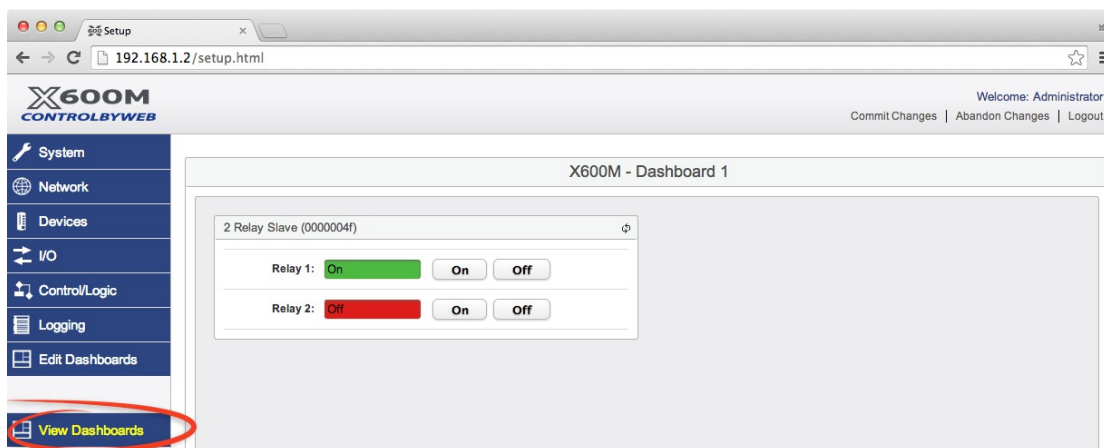 Setup
192.168.1.2/setup.html
X600M
CONTROLBYWEB
Welcome: Administrator
Commit Changes | Abandon Changes | Logout
System
Network
Devices
I/O
Control/Logic
Logging
Edit Dashboards
View Dashboards
X600M - Dashboard 1
2 Relay Slave (0000004f)
Relay 1: On On Off
Relay 2: Off On Off